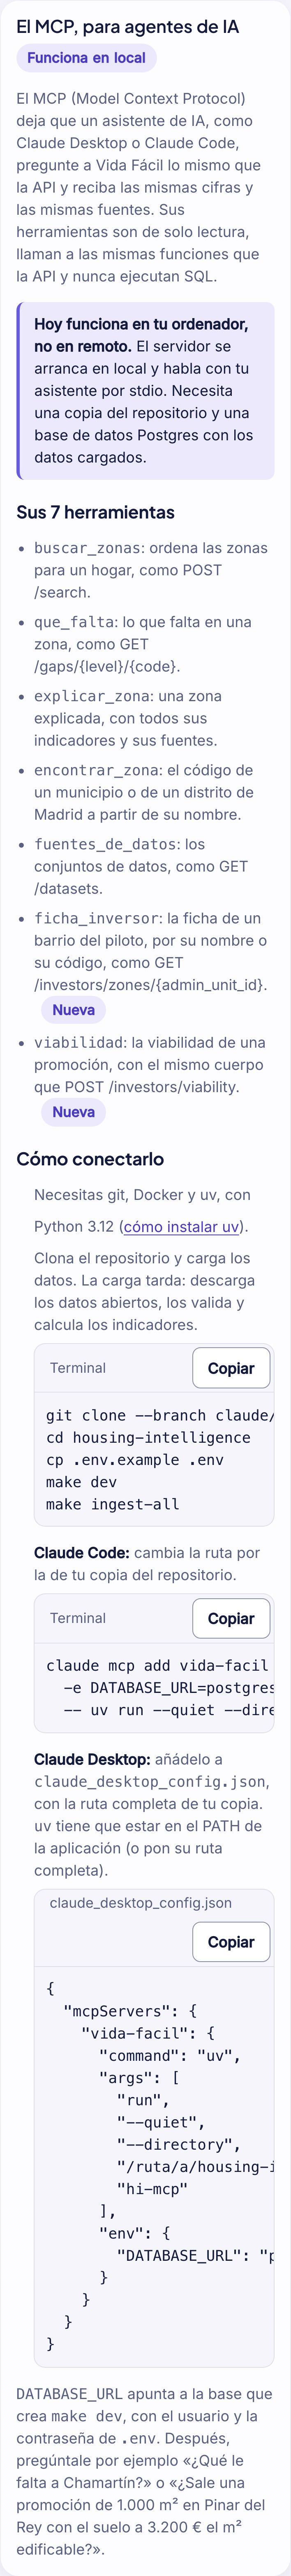 El MCP, para agentes de IA
Funciona en local
El MCP (Model Context Protocol)
deja que un asistente de IA, como
Claude Desktop o Claude Code,
pregunte a Vida Fácil lo mismo que
la API y reciba las mismas cifras y
las mismas fuentes. Sus
herramientas son de solo lectura,
llaman a las mismas funciones que
la API y nunca ejecutan SQL.
Hoy funciona en tu ordenador,
no en remoto. El servidor se
arranca en local y habla con tu
asistente por stdio. Necesita
una copia del repositorio y una
base de datos Postgres con los
datos cargados.
Sus 7 herramientas
• buscar_zonas: ordena las zonas
para un hogar, como POST
/search.
• que_falta: lo que falta en una
zona, como GET
/gaps/{level}/{code}.
• explicar_zona: una zona
explicada, con todos sus
indicadores y sus fuentes.
• encontrar_zona: el código de
un municipio o de un distrito de
Madrid a partir de su nombre.
• fuentes_de_datos: los
conjuntos de datos, como GET
/datasets.
• ficha_inversor: la ficha de un
barrio del piloto, por su nombre o
su código, como GET
/investors/zones/{admin_unit_id}.
Nueva
• viabilidad: la viabilidad de una
promoción, con el mismo cuerpo
que POST /investors/viability.
Nueva
Cómo conectarlo
Necesitas git, Docker y uv, con
Python 3.12 (cómo instalar uv).
Clona el repositorio y carga los
datos. La carga tarda: descarga
los datos abiertos, los valida y
calcula los indicadores.
Terminal
Copiar
git clone --branch claude/
cd housing-intelligence
cp .env.example .env
make dev
make ingest-all
Claude Code: cambia la ruta por
la de tu copia del repositorio.
Terminal
Copiar
claude mcp add vida-facil
-e DATABASE_URL=postgres
-- uv run --quiet --dire
Claude Desktop: añádelo a
claude_desktop_config.json,
con la ruta completa de tu copia.
uv tiene que estar en el PATH de
la aplicación (o pon su ruta
completa).
claude_desktop_config.json
Copiar
{
"mcpServers": {
"vida-facil": {
"command": "uv",
"args": [
"run",
"--quiet",
"--directory",
"/ruta/a/housing-i
"hi-mcp"
],
"env": {
"DATABASE_URL": "p
}
}
}
}
DATABASE_URL apunta a la base que
crea make dev, con el usuario y la
contraseña de .env. Después,
pregúntale por ejemplo «¿Qué le
falta a Chamartín?» o «¿Sale una
promoción de 1.000 m² en Pinar del
Rey con el suelo a 3.200 € el m²
edificable?».